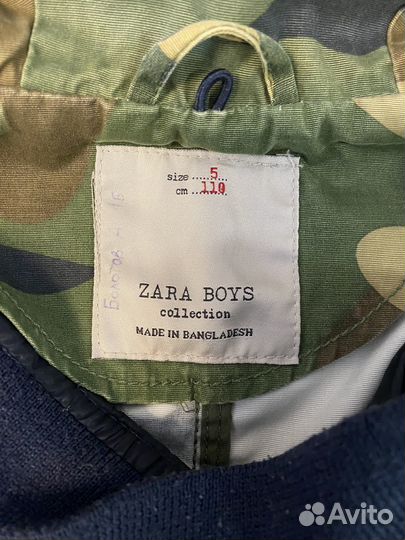 size ..... 5 ...
cm .. 110
ZARA BOYS
collection
MADE IN BANGLADESH
Avito